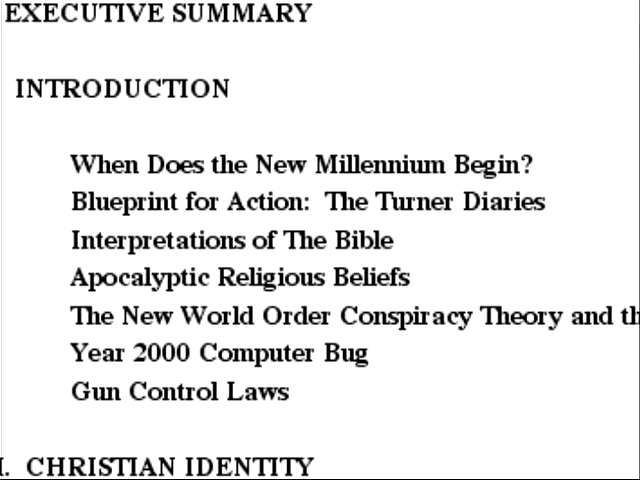 EXECUTIVE SUMMARY
INTRODUCTION
When Does the New Millennium Begin?
Blueprint for Action:  The Turner Diaries
Interpretations of The Bible
Apocalyptic Religious Beliefs
The New World Order Conspiracy Theory and
Year 2000 Computer Bug
Gun Control Laws
I.  CHRISTIAN IDENTITY